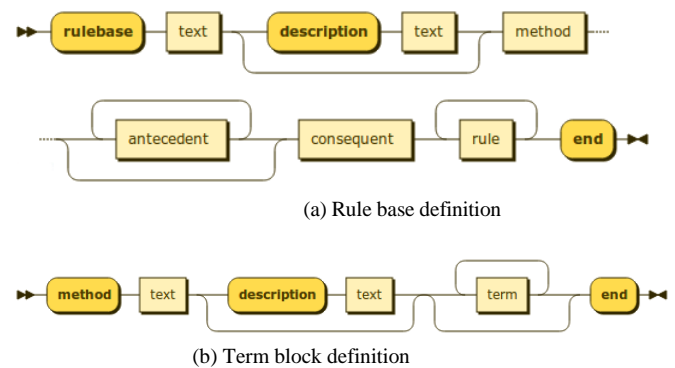 rulebase text description text method
antecedent consequent rule end
(a) Rule base definition
method text description text term end
(b) Term block definition